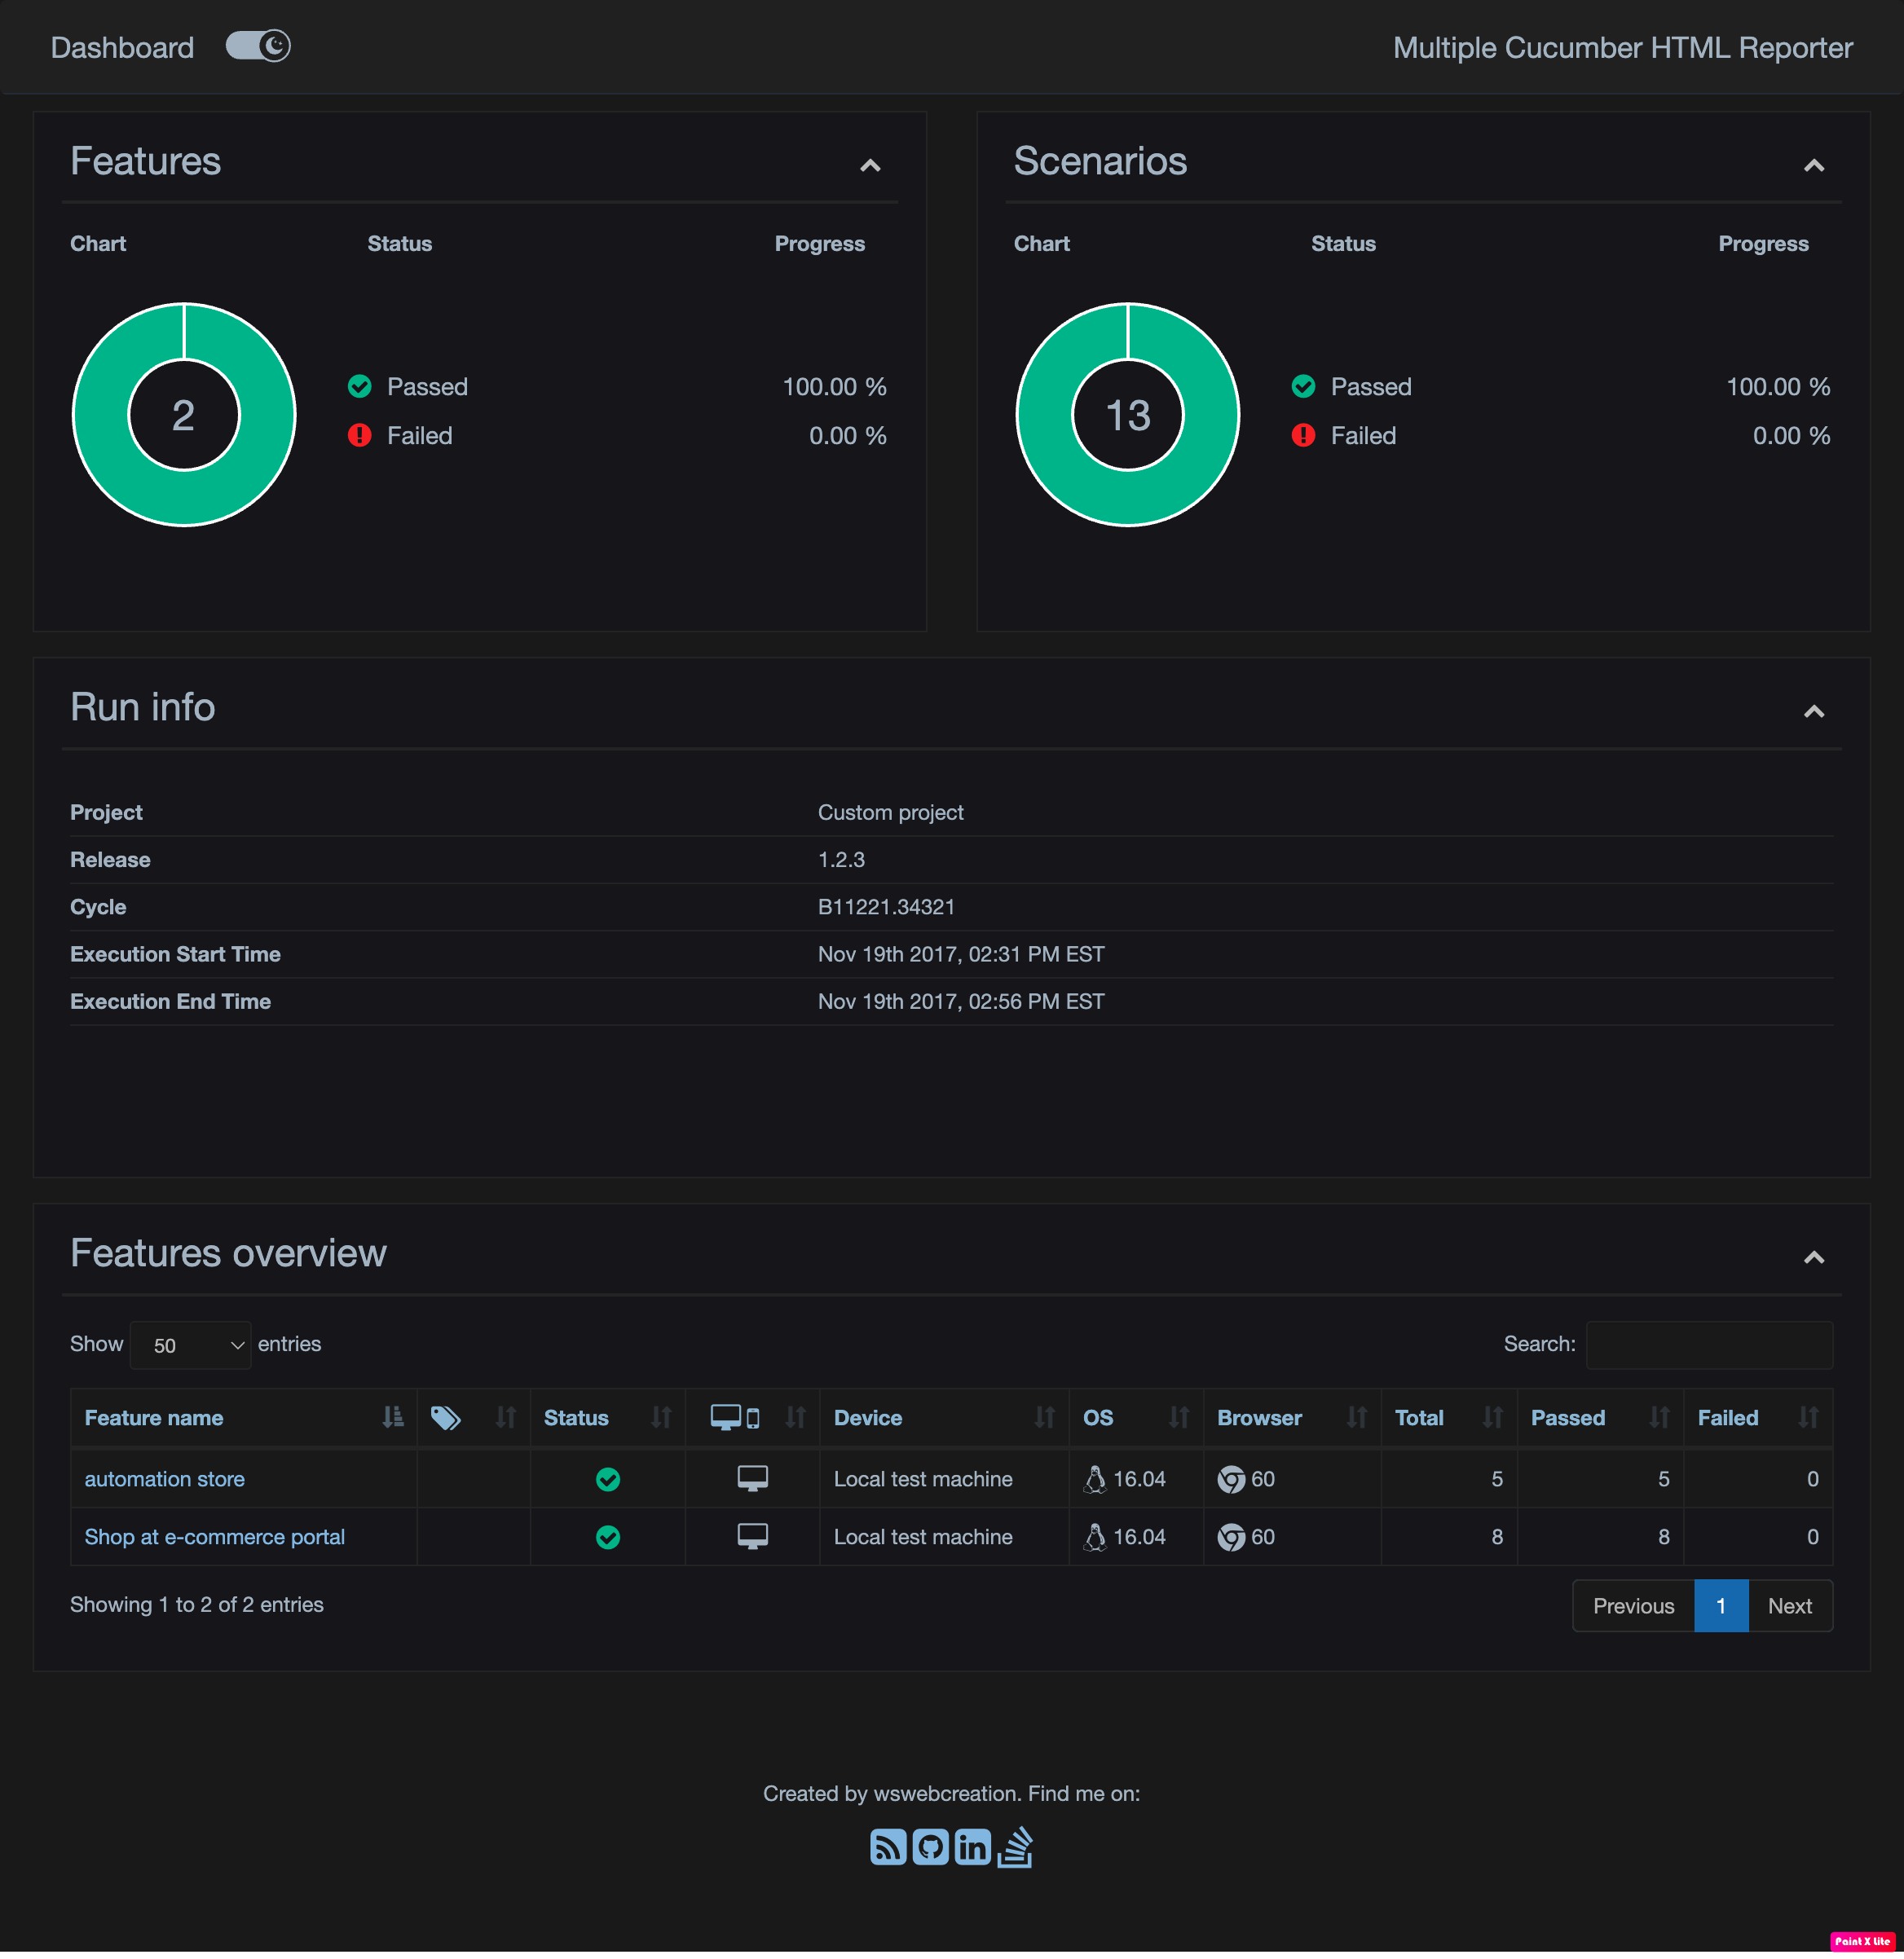 Dashboard
Multiple Cucumber HTML Reporter
Features
Chart Status Progress
2
Passed 100.00 %
Failed 0.00 %
Scenarios
Chart Status Progress
13
Passed 100.00 %
Failed 0.00 %
Run info
Project Custom project
Release 1.2.3
Cycle B11221.34321
Execution Start Time Nov 19th 2017, 02:31 PM EST
Execution End Time Nov 19th 2017, 02:56 PM EST
Features overview
Show 50 entries Search:
Feature name Status Device OS Browser Total Passed Failed
automation store Local test machine 16.04 60 5 5 0
Shop at e-commerce portal Local test machine 16.04 60 8 8 0
Showing 1 to 2 of 2 entries Previous 1 Next
Created by wswebcreation. Find me on:
in
Paint X lite